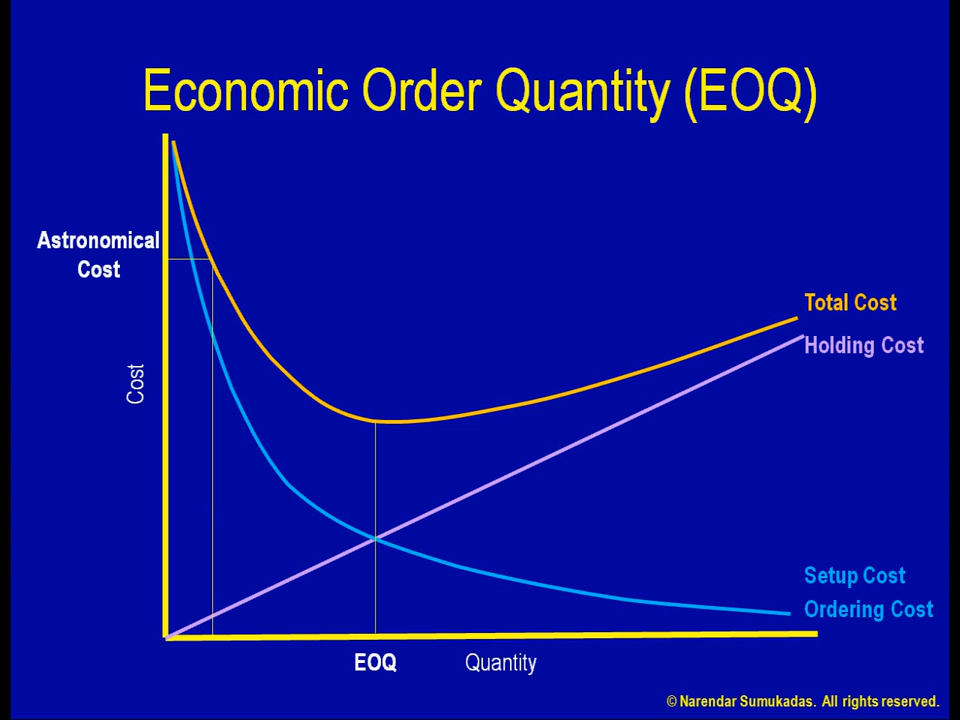 Economic Order Quantity (EOQ)
Astronomical
Cost
Cost
Total Cost
Holding Cost
Setup Cost
Ordering Cost
EOQ
Quantity
© Narendar Sumukadas. All rights reserved.